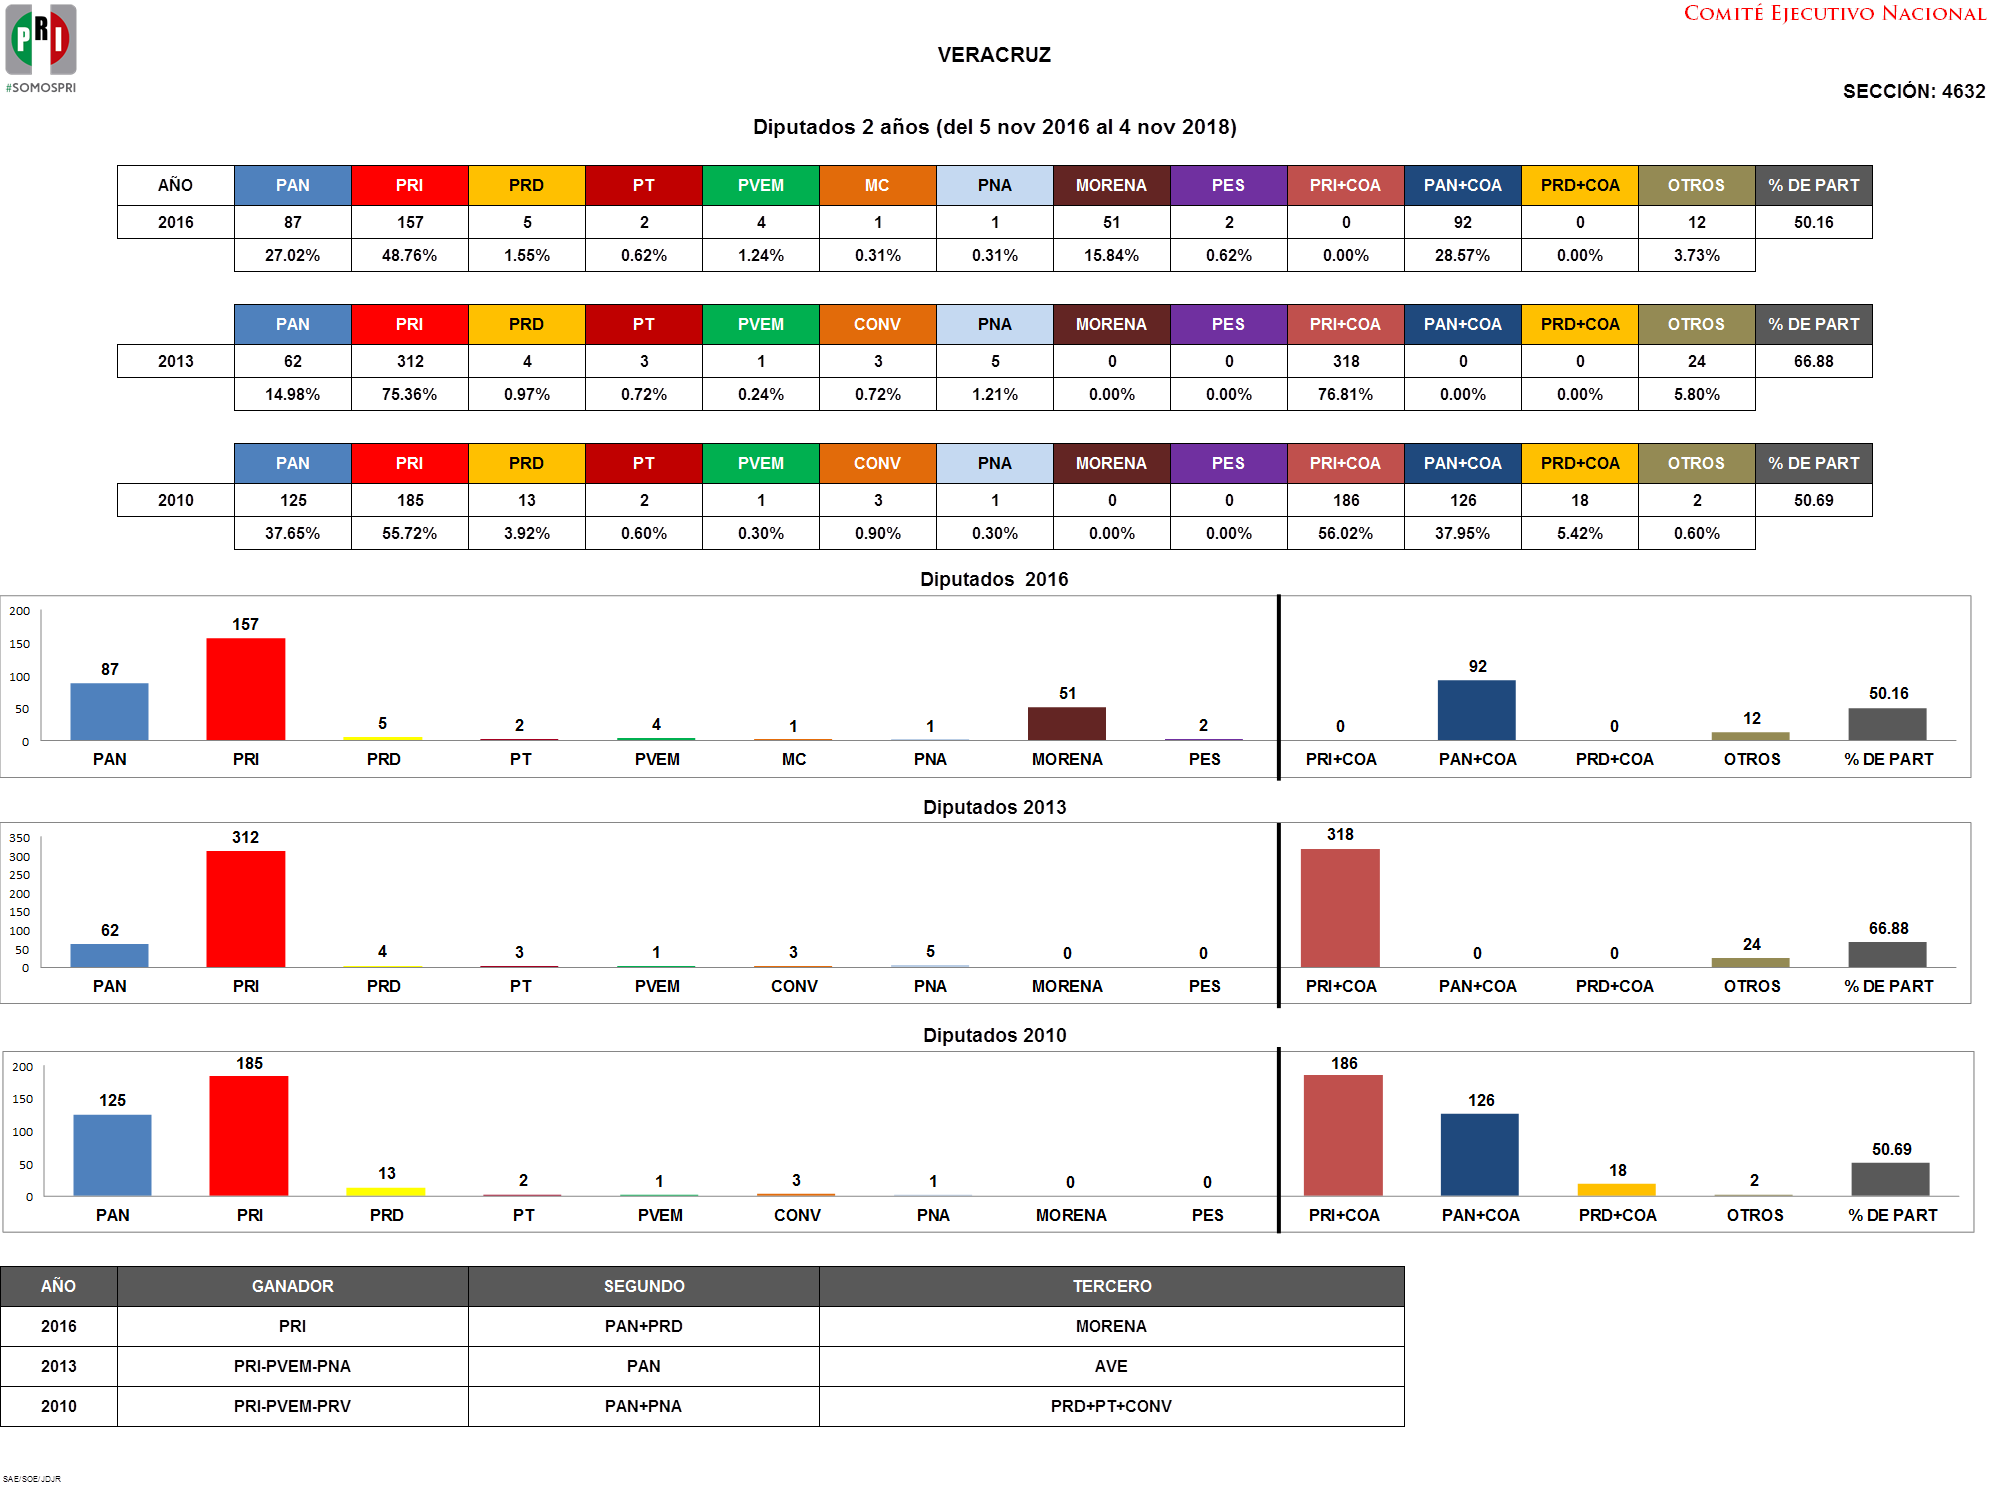 PRI
#SOMOSPRI
COMITÉ EJECUTIVO NACIONAL
VERACRUZ
SECCIÓN: 4632
Diputados 2 años (del 5 nov 2016 al 4 nov 2018)
AÑO PAN PRI PRD PT PVEM MC PNA MORENA PES PRI+COA PAN+COA PRD+COA OTROS % DE PART
2016 87 157 5 2 4 1 1 51 2 0 92 0 12 50.16
27.02% 48.76% 1.55% 0.62% 1.24% 0.31% 0.31% 15.84% 0.62% 0.00% 28.57% 0.00% 3.73%
PAN PRI PRD PT PVEM CONV PNA MORENA PES PRI+COA PAN+COA PRD+COA OTROS % DE PART
2013 62 312 4 3 1 3 5 0 0 318 0 0 24 66.88
14.98% 75.36% 0.97% 0.72% 0.24% 0.72% 1.21% 0.00% 0.00% 76.81% 0.00% 0.00% 5.80%
PAN PRI PRD PT PVEM CONV PNA MORENA PES PRI+COA PAN+COA PRD+COA OTROS % DE PART
2010 125 185 13 2 1 3 1 0 0 186 126 18 2 50.69
37.65% 55.72% 3.92% 0.60% 0.30% 0.90% 0.30% 0.00% 0.00% 56.02% 37.95% 5.42% 0.60%
Diputados 2016
200
150
100
50
0
87 157 5 2 4 1 1 51 2 0 92 0 12 50.16
PAN PRI PRD PT PVEM MC PNA MORENA PES PRI+COA PAN+COA PRD+COA OTROS % DE PART
Diputados 2013
350
300
250
200
150
100
50
0
62 312 4 3 1 3 5 0 0 318 0 0 24 66.88
PAN PRI PRD PT PVEM CONV PNA MORENA PES PRI+COA PAN+COA PRD+COA OTROS % DE PART
Diputados 2010
200
150
100
50
0
125 185 13 2 1 3 1 0 0 186 126 18 2 50.69
PAN PRI PRD PT PVEM CONV PNA MORENA PES PRI+COA PAN+COA PRD+COA OTROS % DE PART
AÑO GANADOR SEGUNDO TERCERO
2016 PRI PAN+PRD MORENA
2013 PRI-PVEM-PNA PAN AVE
2010 PRI-PVEM-PRV PAN+PNA PRD+PT+CONV
SAE/SOE/JDJR